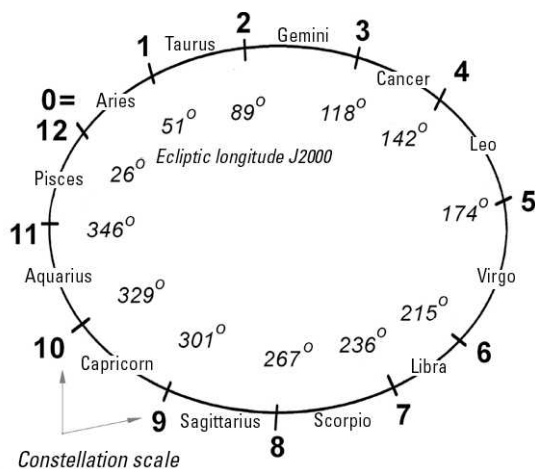 2
Gemini
3
Taurus
1
Cancer
4
0=
Aries
12
51°
89°
118°
142°
Leo
Ecliptic longitude J2000
Pisces
26°
174°
5
11
346°
Aquarius
329°
Virgo
215°
6
10
301°
267°
236°
Libra
Capricorn
7
9
Sagittarius
Scorpio
8
Constellation scale